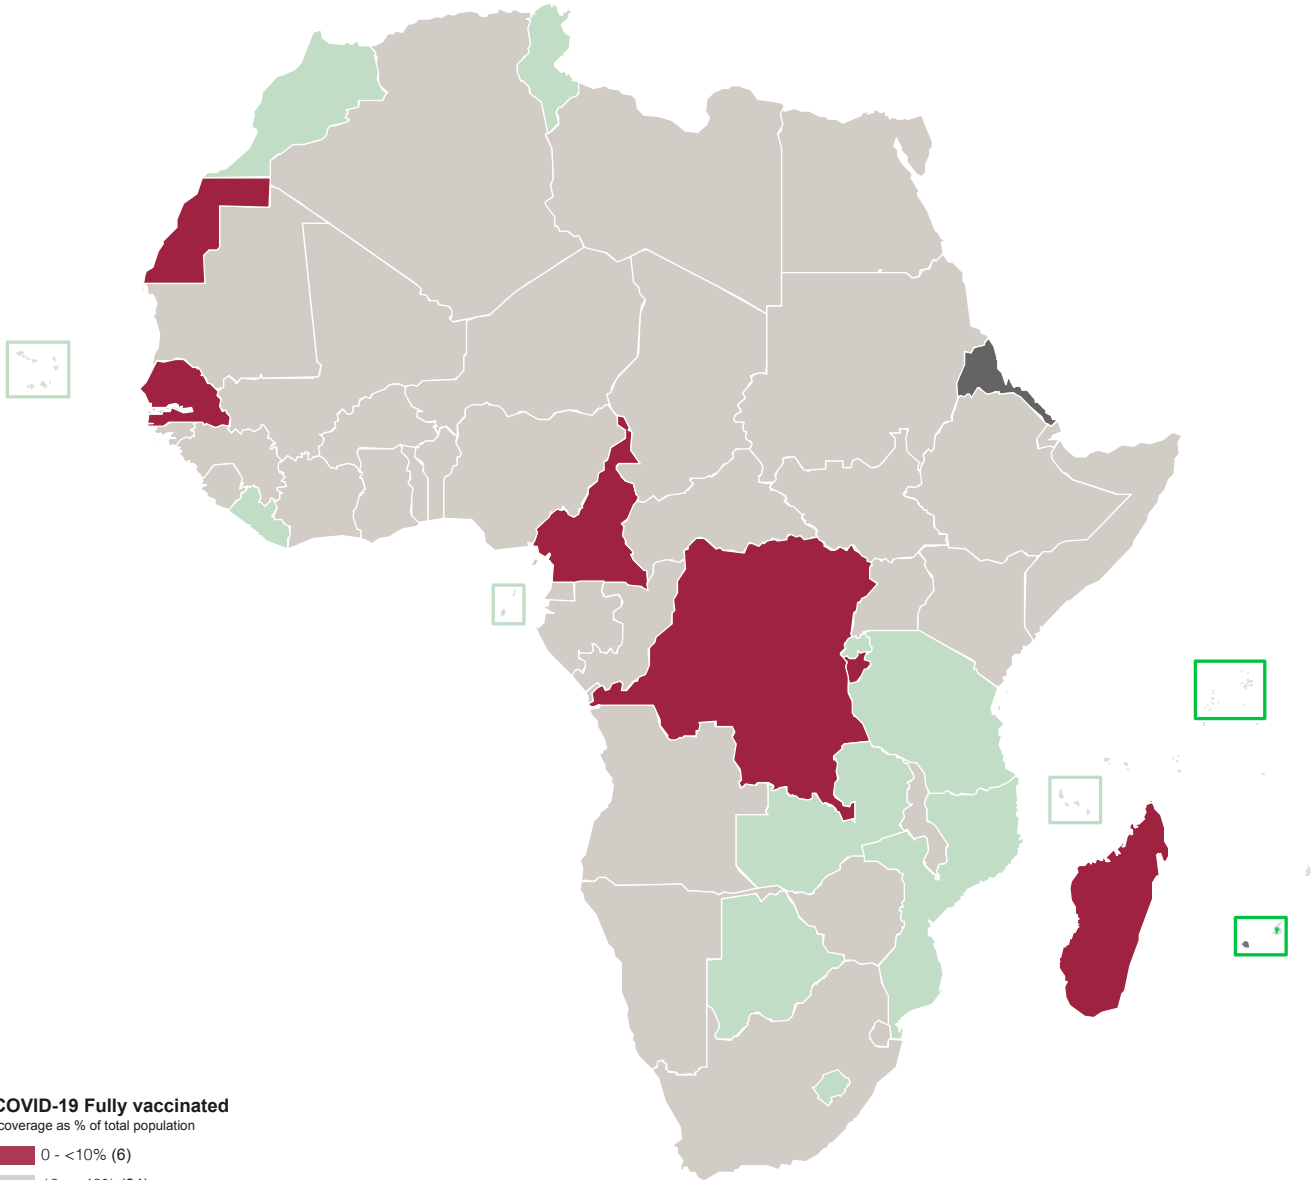 COVID-19 Fully vaccinated
coverage as % of total population
0 - <10% (6)